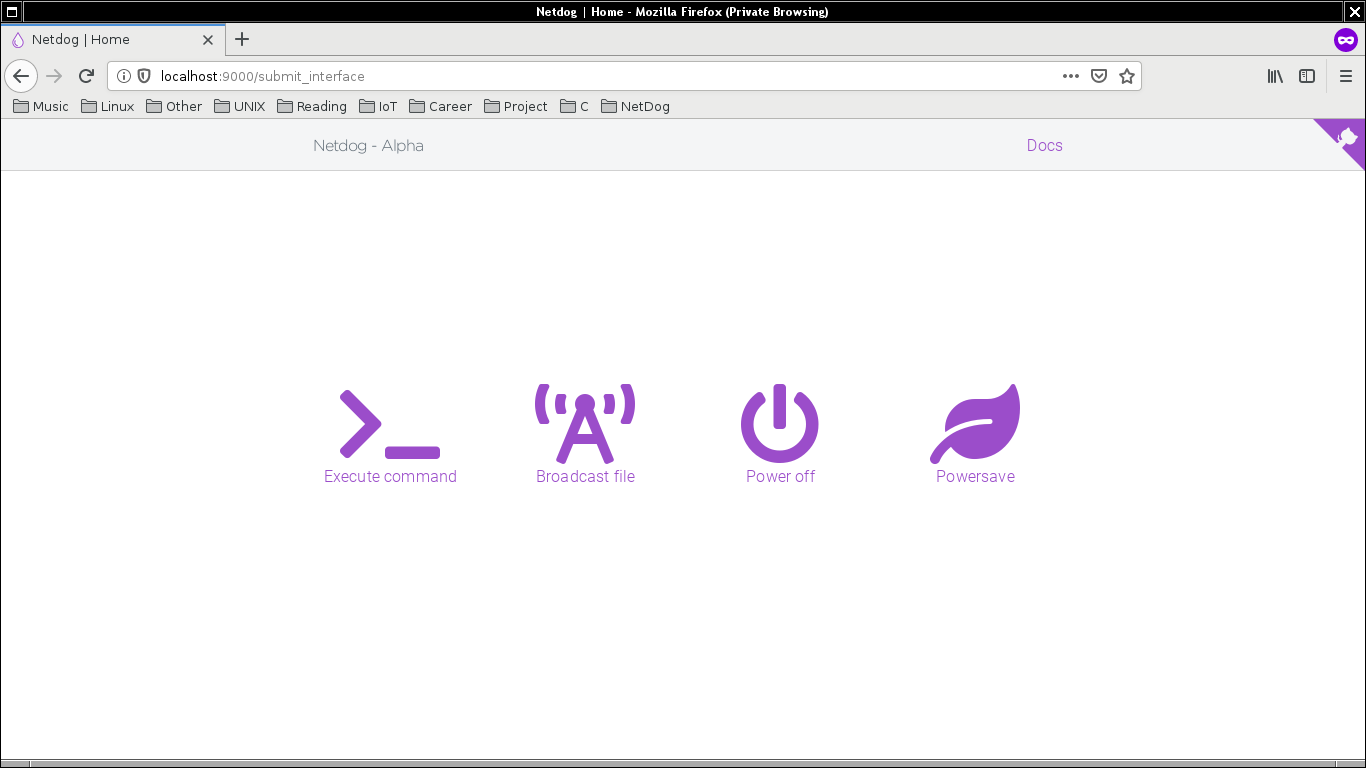 Netdog | Home - Mozilla Firefox (Private Browsing)
Netdog | Home
localhost:9000/submit_interface
Music Linux Other UNIX Reading IoT Career Project C NetDog
Netdog - Alpha Docs
Execute command Broadcast file Power off Powersave